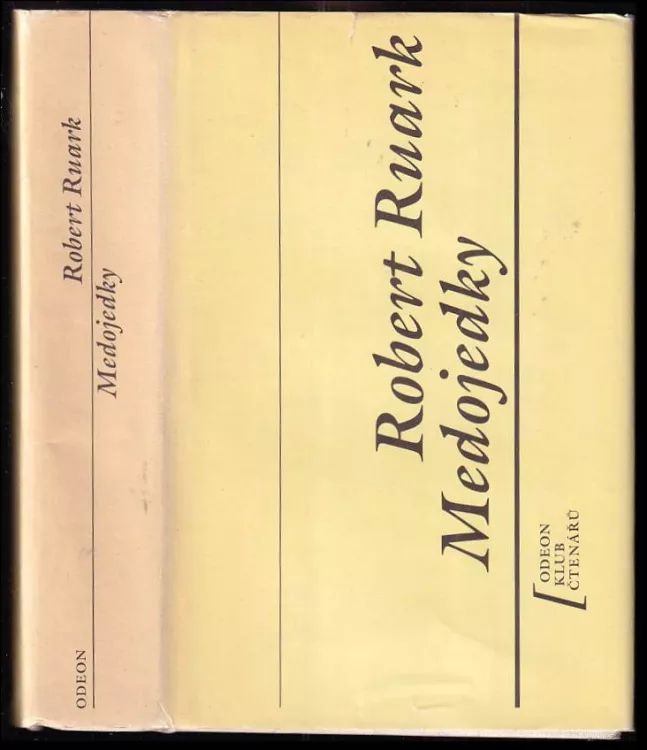 Robert Ruark
Medojedky
ODEON
Robert Ruark
Medojedky
ODEON
KLUB
ČTENÁŘŮ